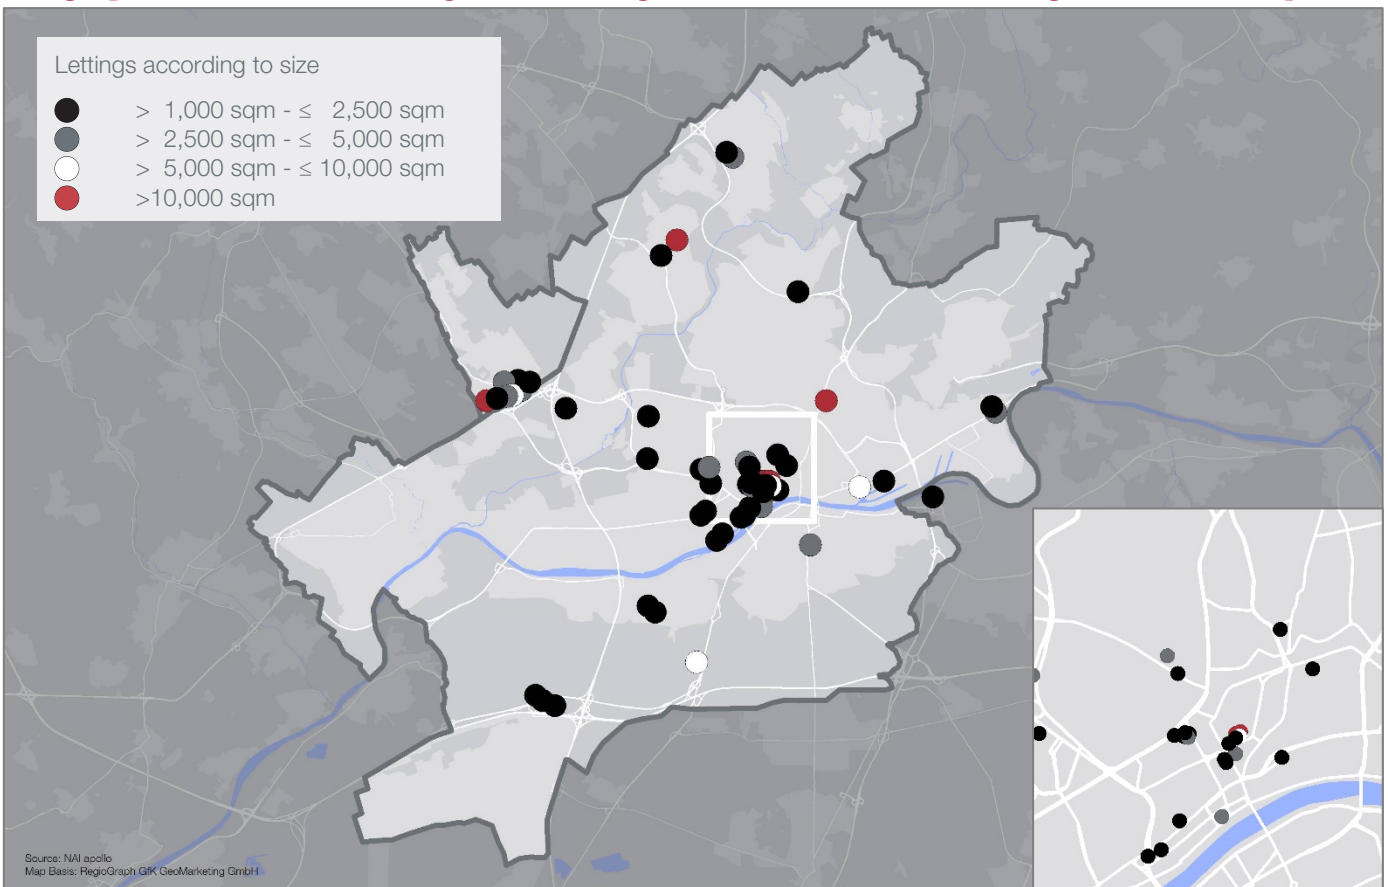 Lettings according to size
> 1,000 sqm - ≤ 2,500 sqm
> 2,500 sqm - ≤ 5,000 sqm
> 5,000 sqm - ≤ 10,000 sqm
>10,000 sqm
Source: NAI apollo
Map Basis: RegioGraph GfK GeoMarketing GmbH